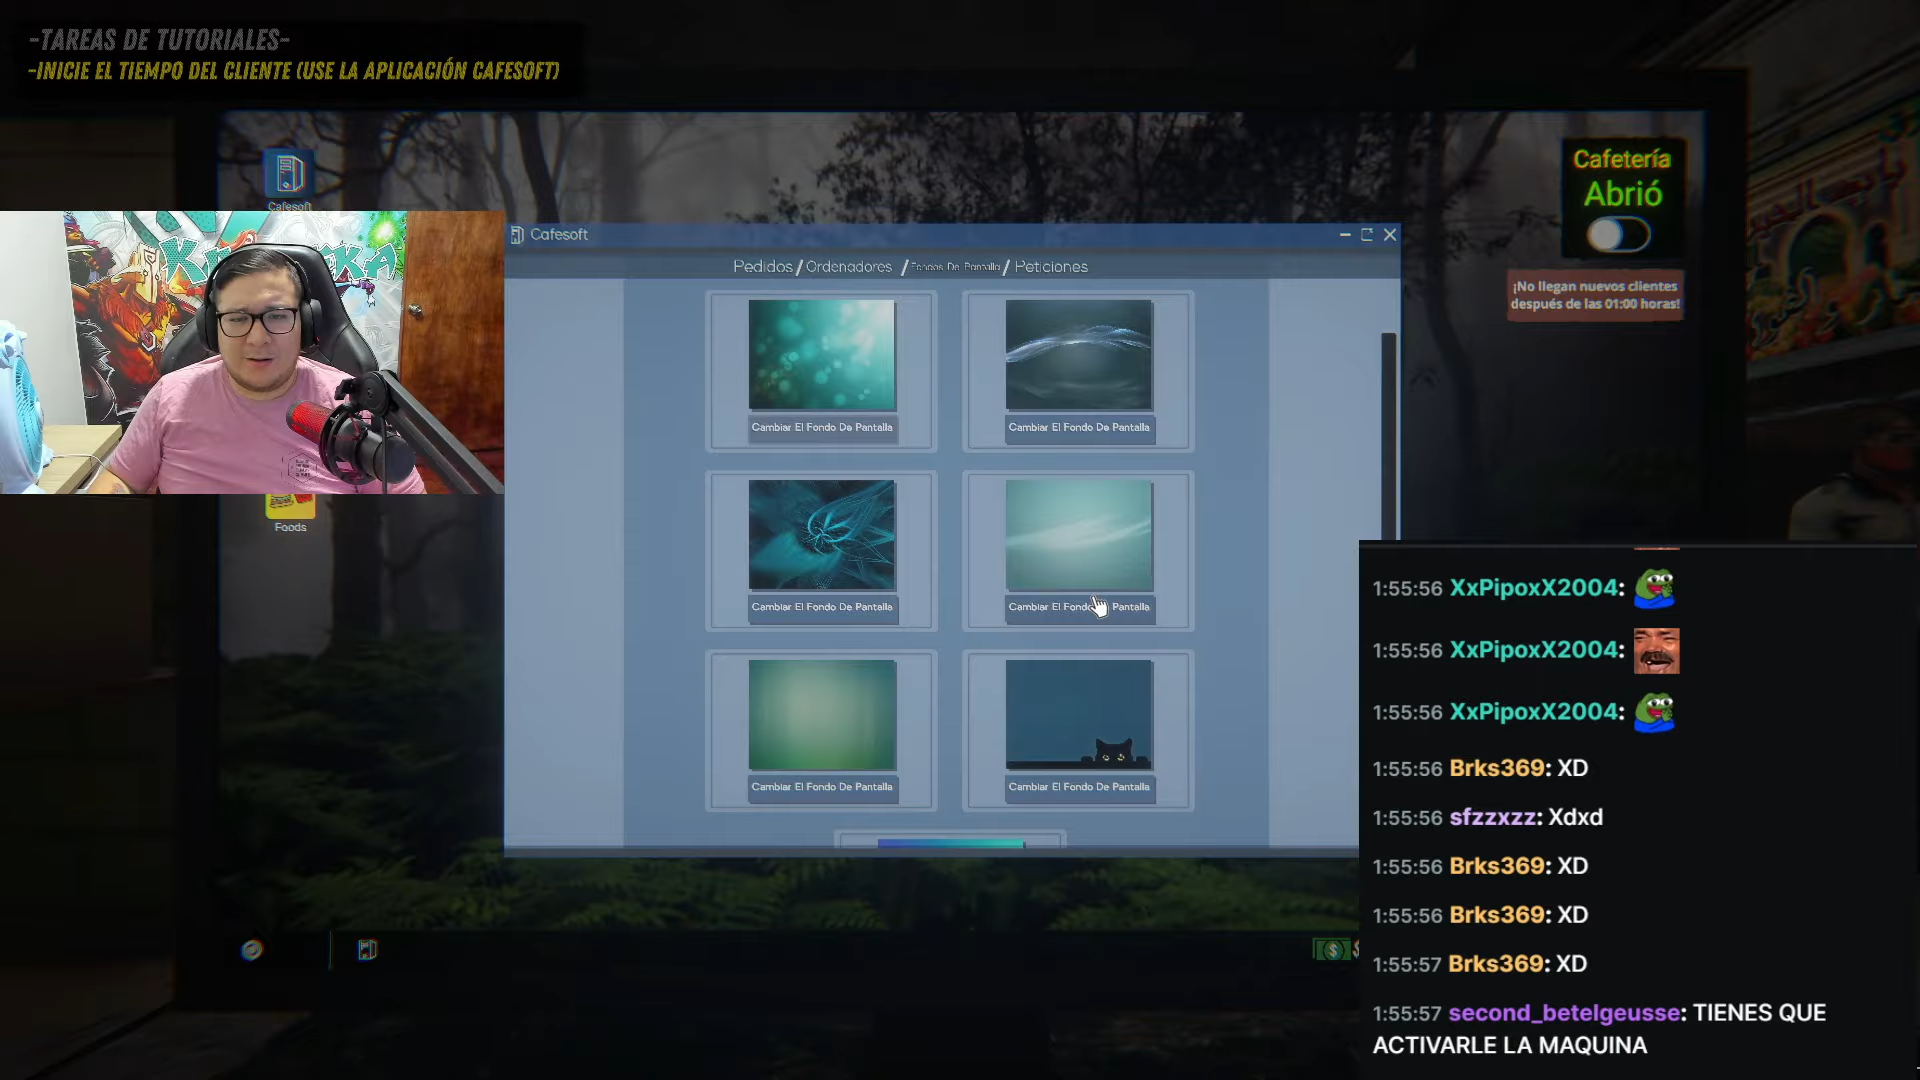 -TAREAS DE TUTORIALES-
-INICIE EL TIEMPO DEL CLIENTE (USE LA APLICACIÓN CAFESOFT)
Cafesoft
Cafetería
Abrió
¡No llegan nuevos clientes
después de las 01:00 horas!
Cafesoft
Pedidos / Ordenadores / Fondos De Pantalla / Peticiones
Cambiar El Fondo De Pantalla
Cambiar El Fondo De Pantalla
Cambiar El Fondo De Pantalla
Cambiar El Fondo De Pantalla
Cambiar El Fondo De Pantalla
Cambiar El Fondo De Pantalla
Foods
1:55:56 XxPipoxX2004:
1:55:56 XxPipoxX2004:
1:55:56 XxPipoxX2004:
1:55:56 Brks369: XD
1:55:56 sfzzxzz: Xdxd
1:55:56 Brks369: XD
1:55:56 Brks369: XD
1:55:57 Brks369: XD
1:55:57 second_betelgeusse: TIENES QUE
ACTIVARLE LA MAQUINA